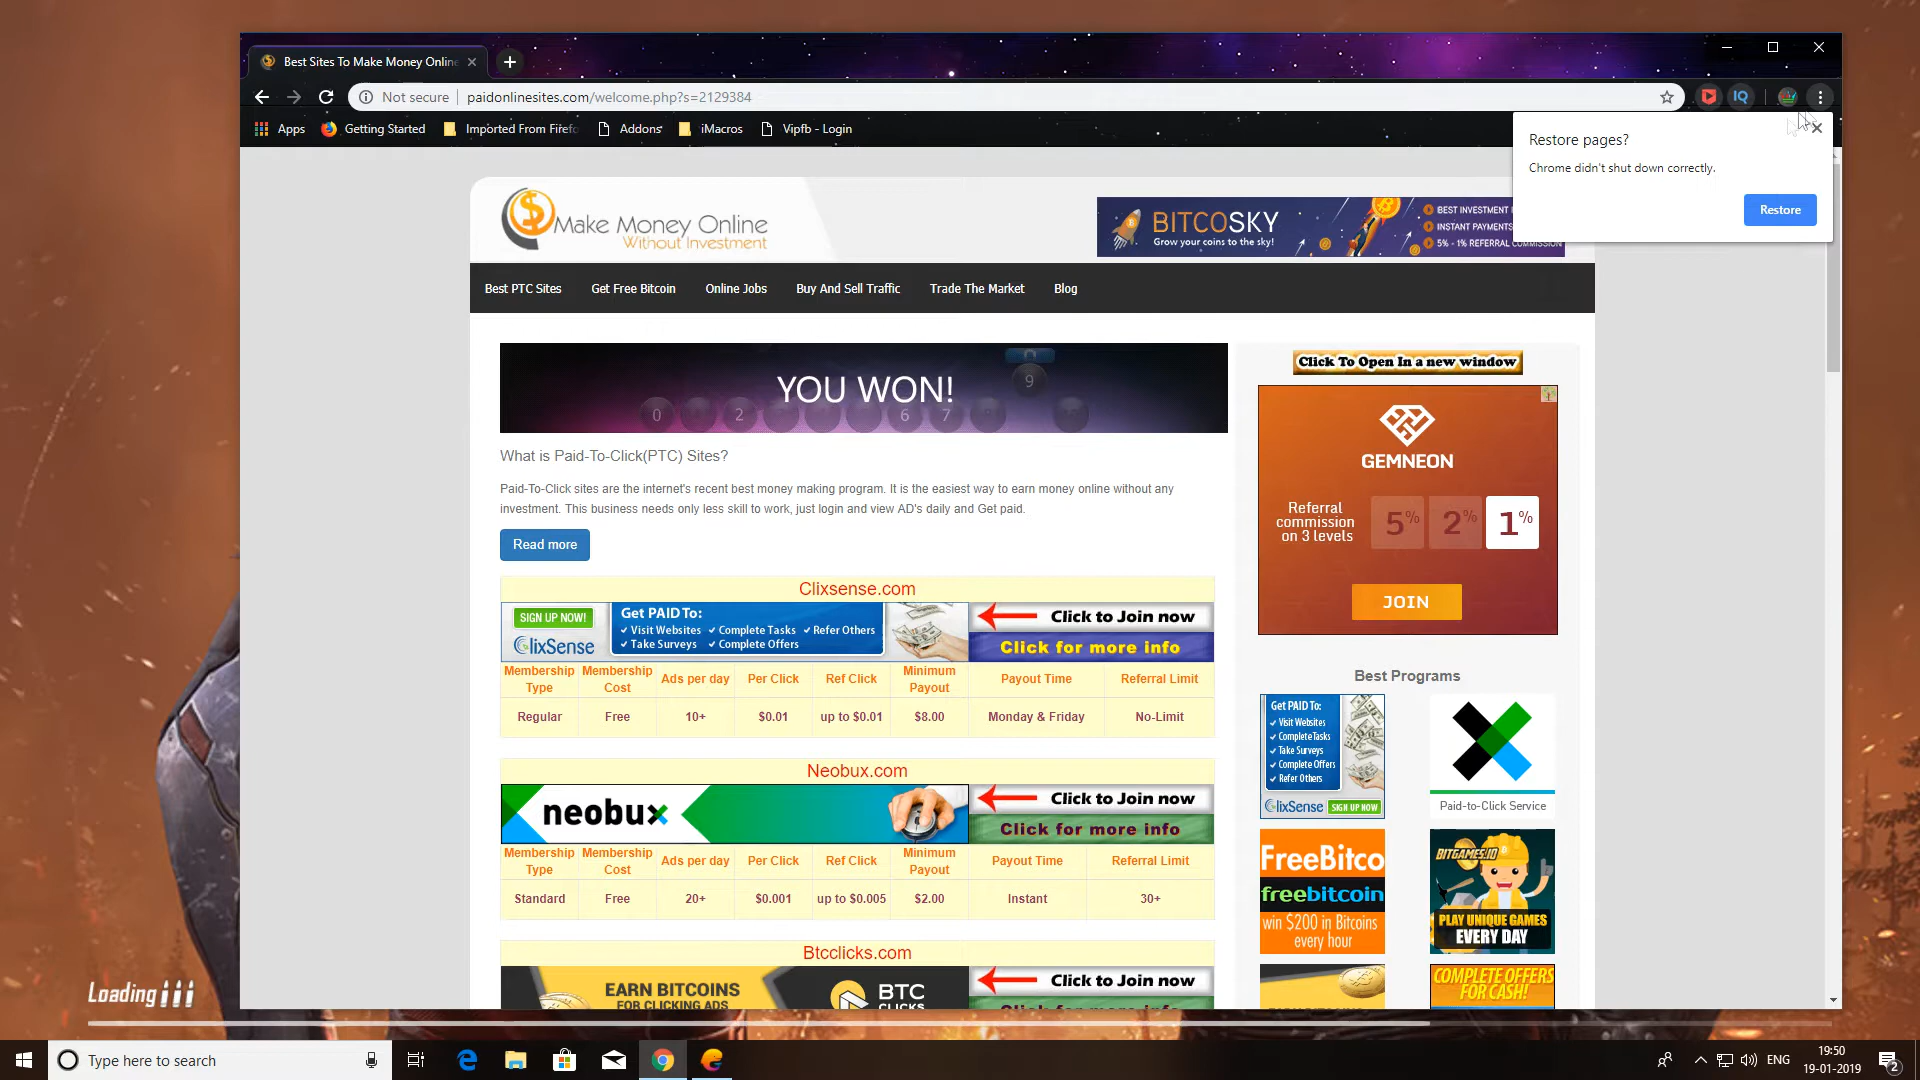 Best Sites To Make Money Online
Not secure
paidonlinesites.com/welcome.php?s=2129384
IQ
Apps
Getting Started
Imported From Firefo
Addons
iMacros
Vipfb - Login
Restore pages?
Chrome didn't shut down correctly.
Restore
Make Money Online
Without Investment
BITCOSKY
Grow your coins to the sky!
BEST INVESTMENT
INSTANT PAYMENTS
5% - 1% REFERRAL COMMISSION
Best PTC Sites
Get Free Bitcoin
Online Jobs
Buy And Sell Traffic
Trade The Market
Blog
YOU WON!
0 2 6 7 9
What is Paid-To-Click(PTC) Sites?
Paid-To-Click sites are the internet's recent best money making program. It is the easiest way to earn money online without any
investment. This business needs only less skill to work, just login and view AD's daily and Get paid.
Read more
Clixsense.com
SIGN UP NOW!
ClixSense
Get PAID To:
✓ Visit Websites ✓ Complete Tasks ✓ Refer Others
✓ Take Surveys ✓ Complete Offers
Click to Join now
Click for more info
Membership Type Membership Cost Ads per day Per Click Ref Click Minimum Payout Payout Time Referral Limit
Regular Free 10+ $0.01 up to $0.01 $8.00 Monday & Friday No-Limit
Neobux.com
neobux
Click to Join now
Click for more info
Membership Type Membership Cost Ads per day Per Click Ref Click Minimum Payout Payout Time Referral Limit
Standard Free 20+ $0.001 up to $0.005 $2.00 Instant 30+
Btcclicks.com
EARN BITCOINS
FOR CLICKING ADS
BTC
CLICKS
Click to Join now
Click for more info
Click To Open In a new window
GEMNEON
Referral
commission
on 3 levels
5% 2% 1%
JOIN
Best Programs
Get PAID To:
✓ Visit Websites
✓ Complete Tasks
✓ Take Surveys
✓ Complete Offers
✓ Refer Others
ClixSense SIGN UP NOW
Paid-to-Click Service
FreeBitco
freebitcoin
win $200 in Bitcoins
every hour
BITGAMES.IO
PLAY UNIQUE GAMES
EVERY DAY
COMPLETE OFFERS
FOR CASH!
Loading
Type here to search
ENG
19:50
19-01-2019
2